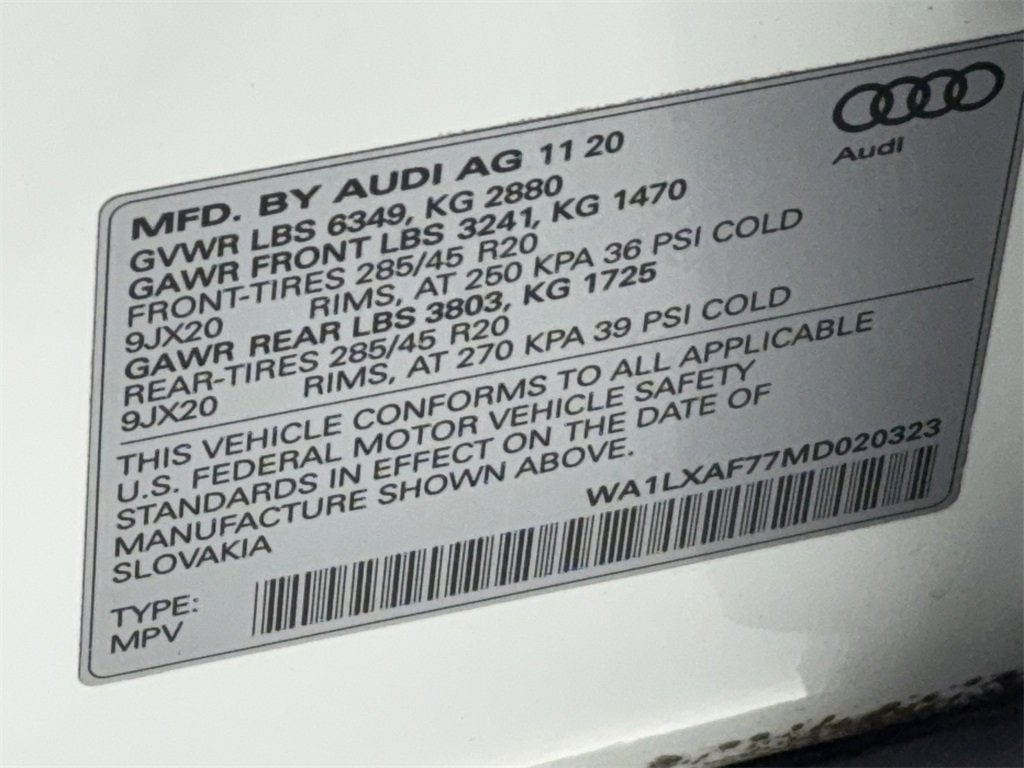 Audi
MFD. BY AUDI AG 11 20
GVWR LBS 6349, KG 2880
GAWR FRONT LBS 3241, KG 1470
FRONT-TIRES 285/45 R20
9JX20 RIMS, AT 250 KPA 36 PSI COLD
GAWR REAR LBS 3803, KG 1725
REAR-TIRES 285/45 R20
9JX20 RIMS, AT 270 KPA 39 PSI COLD
THIS VEHICLE CONFORMS TO ALL APPLICABLE
U.S. FEDERAL MOTOR VEHICLE SAFETY
STANDARDS IN EFFECT ON THE DATE OF
MANUFACTURE SHOWN ABOVE.
SLOVAKIA
WA1LXAF77MD020323
TYPE:
MPV